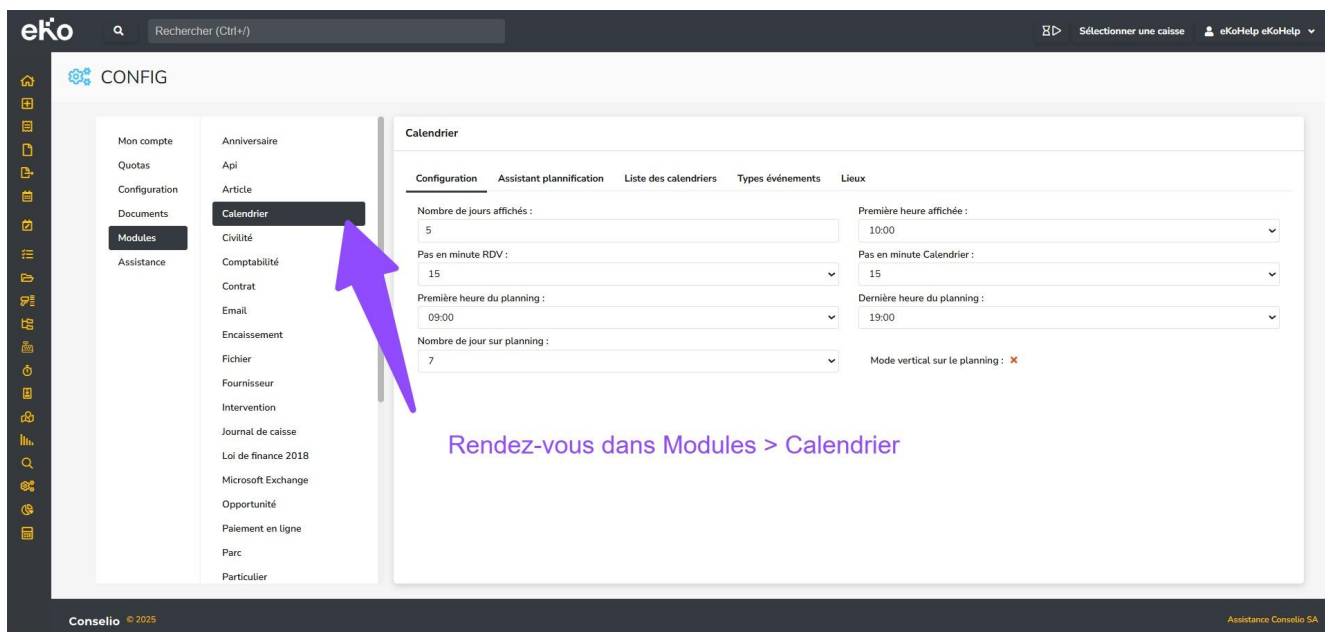 eKo
Rechercher (Ctrl+/)
Sélectionner une caisse
eKoHelp eKoHelp
CONFIG
Mon compte
Quotas
Configuration
Documents
Modules
Assistance
Anniversaire
Api
Article
Calendrier
Civilité
Comptabilité
Contrat
Email
Encaissement
Fichier
Fournisseur
Intervention
Journal de caisse
Loi de finance 2018
Microsoft Exchange
Opportunité
Paiement en ligne
Parc
Particulier
Calendrier
Configuration Assistant plannification Liste des calendriers Types événements Lieux
Nombre de jours affichés :
5
Première heure affichée :
10:00
Pas en minute RDV :
15
Pas en minute Calendrier :
15
Première heure du planning :
09:00
Dernière heure du planning :
19:00
Nombre de jour sur planning :
7
Mode vertical sur le planning :
Rendez-vous dans Modules > Calendrier
Conselio © 2025
Assistance Conselio SA